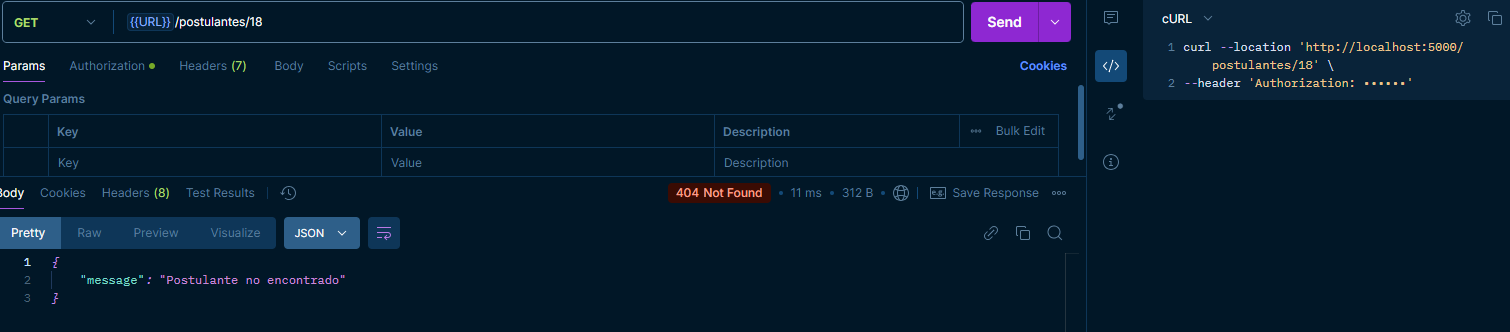 GET {{URL}}/postulantes/18 Send
Params Authorization Headers (7) Body Scripts Settings Cookies
Query Params
Key Value Description ••• Bulk Edit
Key Value Description
Body Cookies Headers (8) Test Results 404 Not Found • 11 ms • 312 B e.g. Save Response •••
Pretty Raw Preview Visualize JSON
1 {
2 "message": "Postulante no encontrado"
3 }
cURL
1 curl --location 'http://localhost:5000/
postulantes/18' \
2 --header 'Authorization: ••••••'